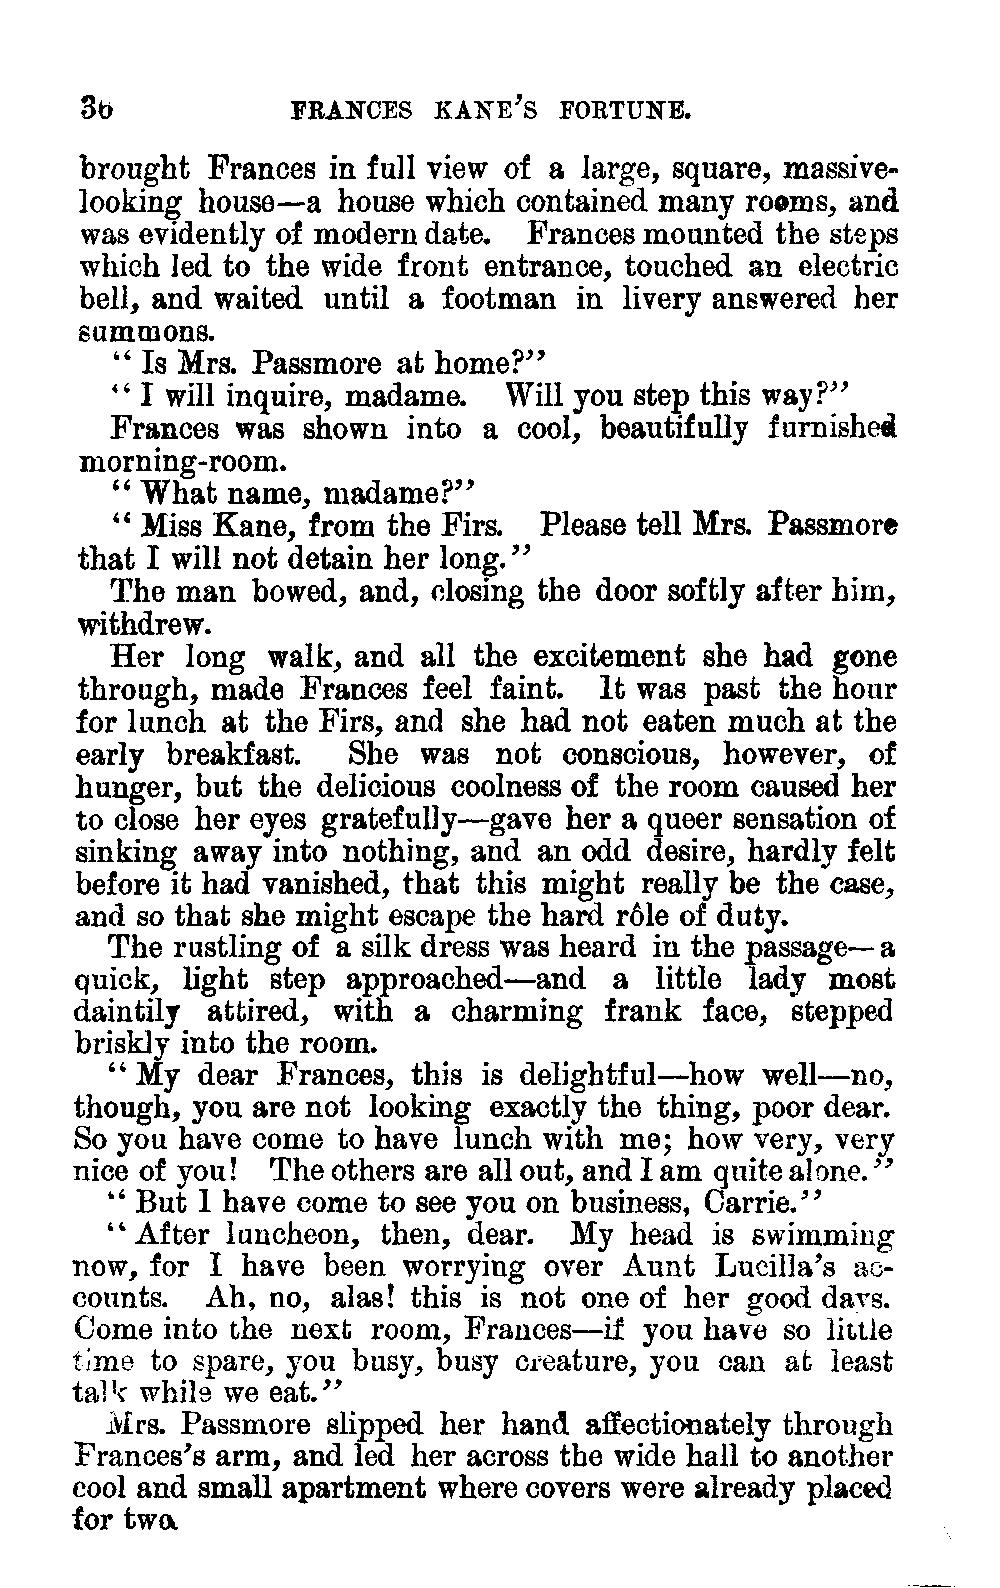 36 FRANCES KANE'S FORTUNE.
brought Frances in full view of a large, square, massive-
looking house—a house which contained many rooms, and
was evidently of modern date. Frances mounted the steps
which led to the wide front entrance, touched an electric
bell, and waited until a footman in livery answered her
summons.
“Is Mrs. Passmore at home?”
“I will inquire, madame. Will you step this way?”
Frances was shown into a cool, beautifully furnished
morning-room.
“What name, madame?”
“Miss Kane, from the Firs. Please tell Mrs. Passmore
that I will not detain her long.”
The man bowed, and, closing the door softly after him,
withdrew.
Her long walk, and all the excitement she had gone
through, made Frances feel faint. It was past the hour
for lunch at the Firs, and she had not eaten much at the
early breakfast. She was not conscious, however, of
hunger, but the delicious coolness of the room caused her
to close her eyes gratefully—gave her a queer sensation of
sinking away into nothing, and an odd desire, hardly felt
before it had vanished, that this might really be the case,
and so that she might escape the hard rôle of duty.
The rustling of a silk dress was heard in the passage—a
quick, light step approached—and a little lady most
daintily attired, with a charming frank face, stepped
briskly into the room.
“My dear Frances, this is delightful—how well—no,
though, you are not looking exactly the thing, poor dear.
So you have come to have lunch with me; how very, very
nice of you! The others are all out, and I am quite alone.”
“But I have come to see you on business, Carrie.”
“After luncheon, then, dear. My head is swimming
now, for I have been worrying over Aunt Lucilla's ac-
counts. Ah, no, alas! this is not one of her good days.
Come into the next room, Frances—if you have so little
time to spare, you busy, busy creature, you can at least
talk while we eat.”
Mrs. Passmore slipped her hand affectionately through
Frances's arm, and led her across the wide hall to another
cool and small apartment where covers were already placed
for two.